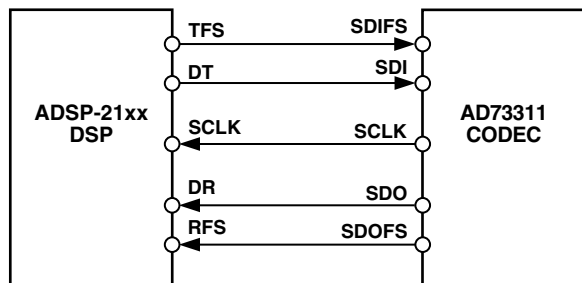 TFS SDIFS
DT SDI
ADSP-21xx
DSP
AD73311
CODEC
SCLK SCLK
DR SDO
RFS SDOFS